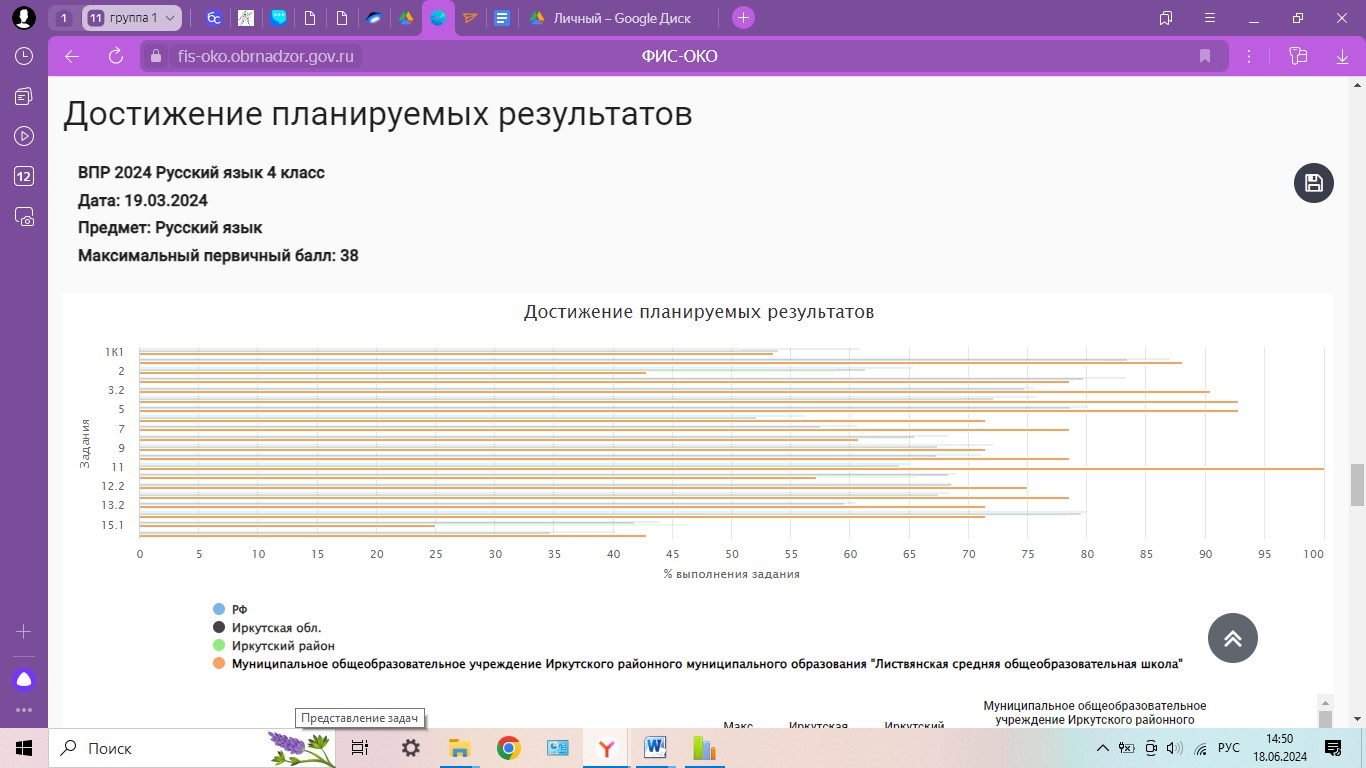 1
11 группа 1
Личный – Google Диск
fis-oko.obrnadzor.gov.ru
ФИС-ОКО
12
Достижение планируемых результатов
ВПР 2024 Русский язык 4 класс
Дата: 19.03.2024
Предмет: Русский язык
Максимальный первичный балл: 38
Достижение планируемых результатов
Задания
1К1
2
3.2
5
7
9
11
12.2
13.2
15.1
0 5 10 15 20 25 30 35 40 45 50 55 60 65 70 75 80 85 90 95 100
% выполнения задания
РФ
Иркутская обл.
Иркутский район
Муниципальное общеобразовательное учреждение Иркутского районного муниципального образования "Листвянская средняя общеобразовательная школа"
Макс Иркутская Иркутский Муниципальное общеобразовательное
учреждение Иркутского районного
Представление задач
Поиск
РУС
14:50
18.06.2024